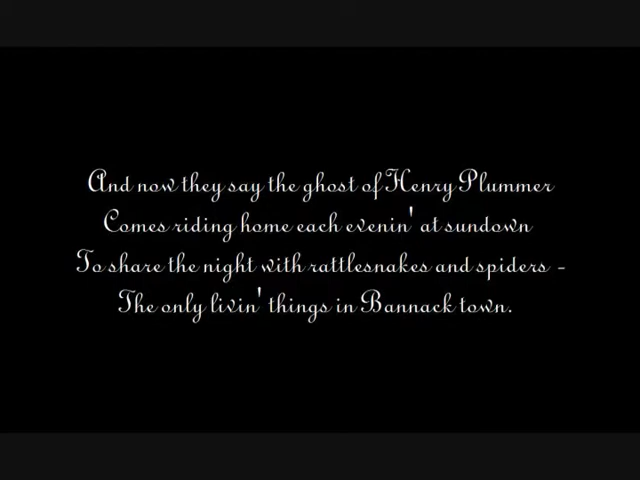 And now they say the ghost of Henry Plummer
Comes riding home each evenin' at sundown
To share the night with rattlesnakes and spiders -
The only livin' things in Bannack town.